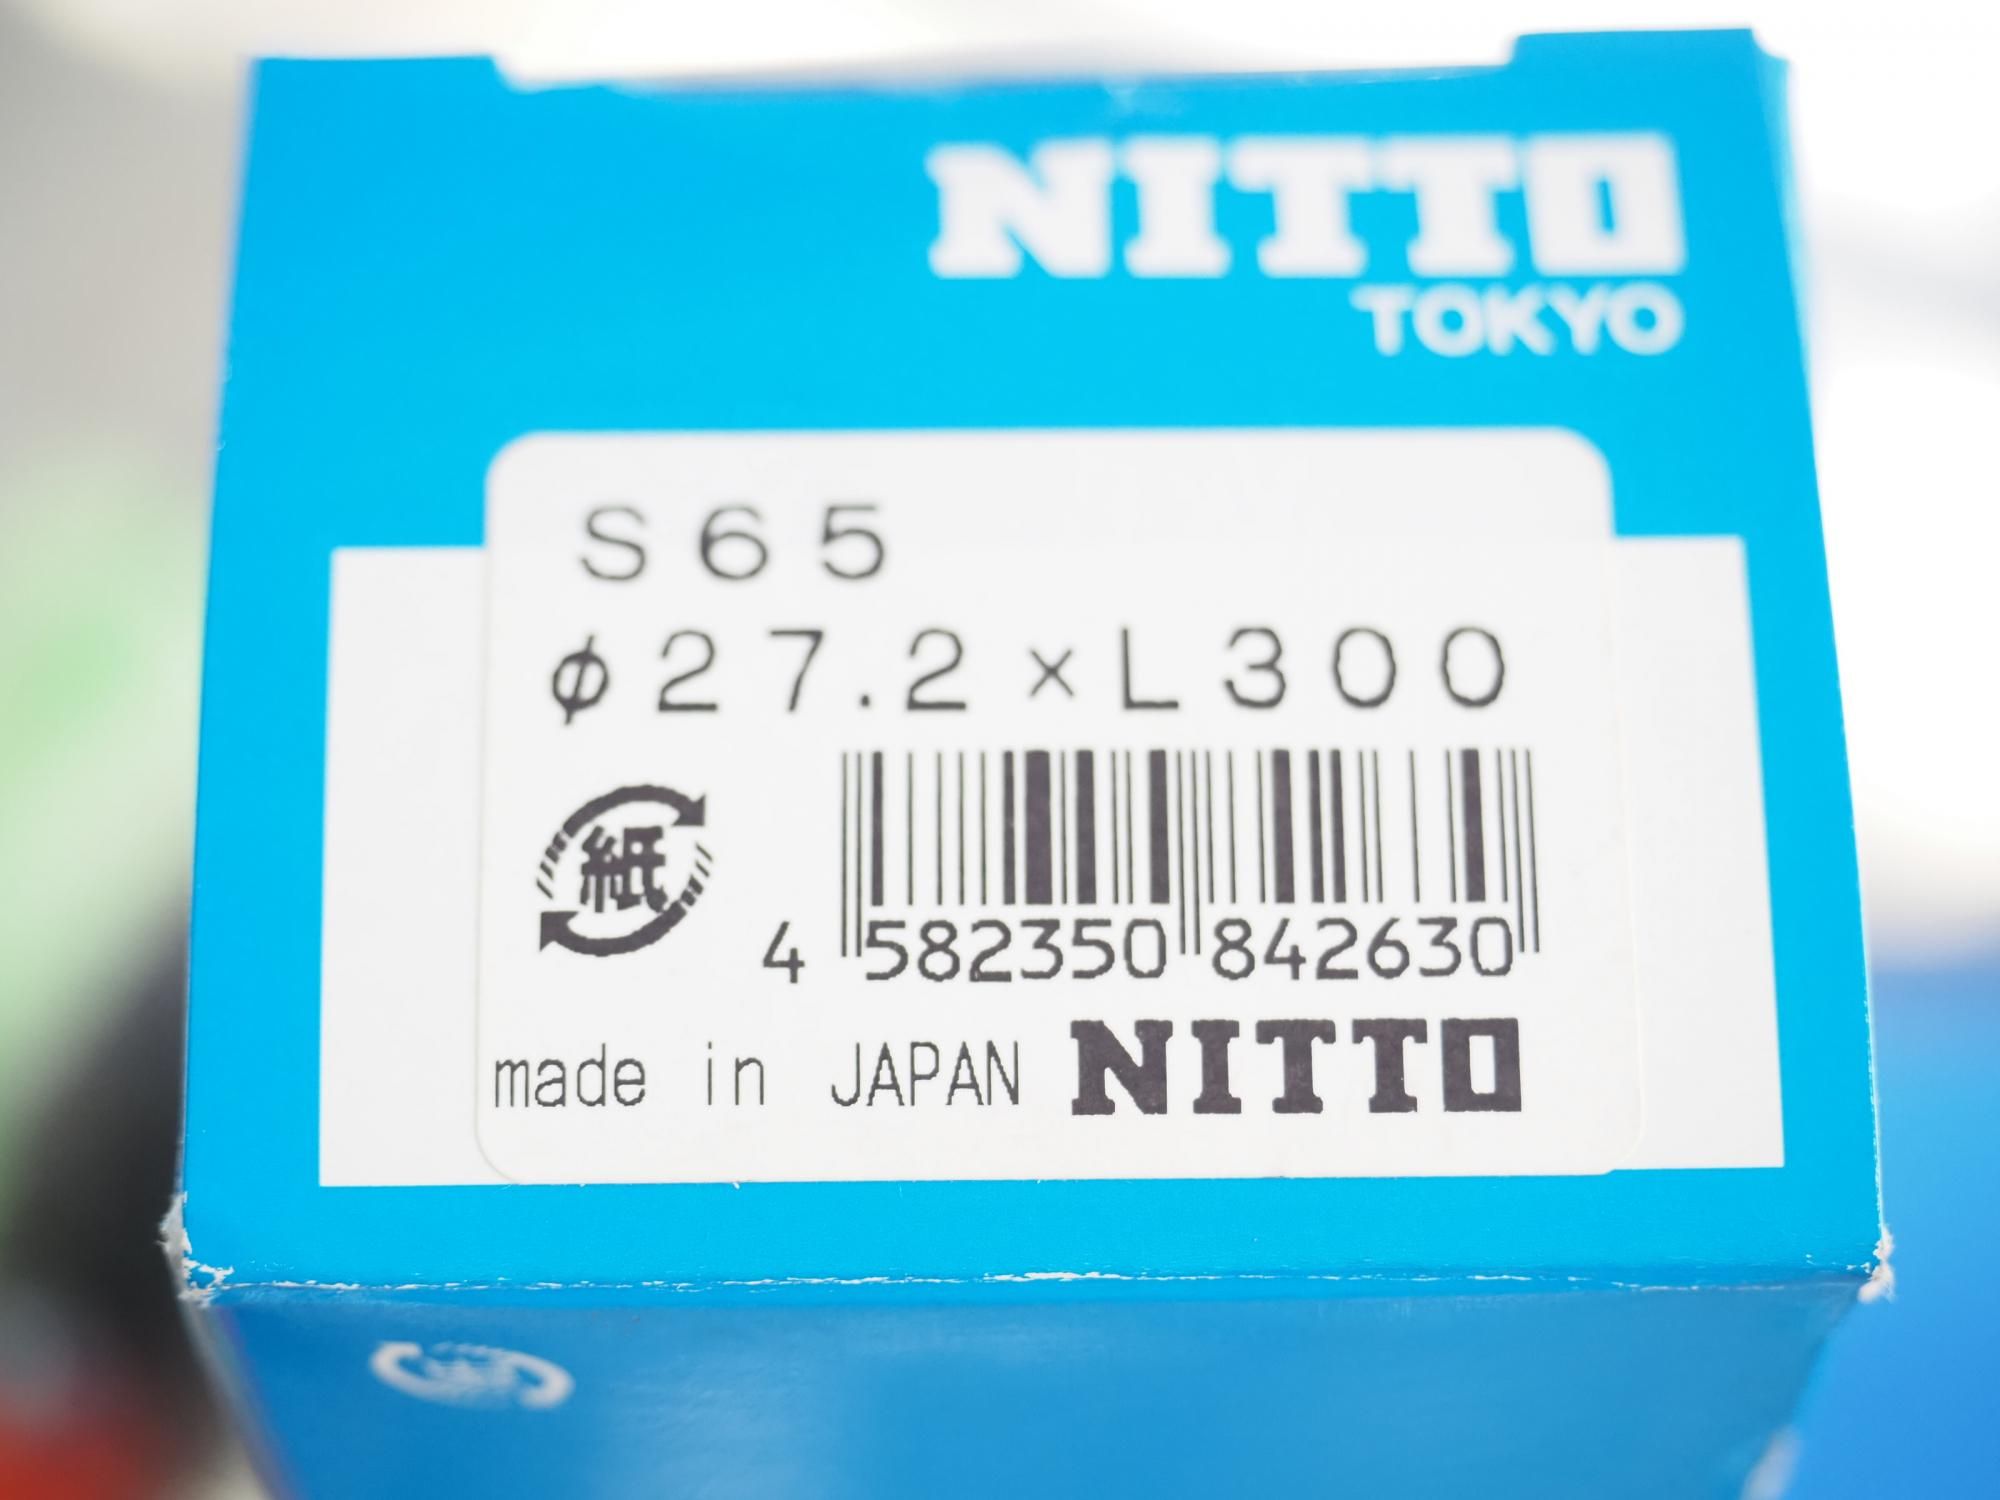 NITTO
TOKYO
S65
φ27.2×L300
紙
4 582350 842630
made in JAPAN NITTO